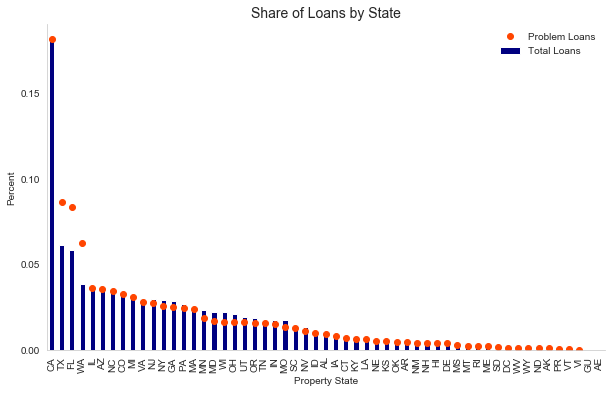 Share of Loans by State
Problem Loans
Total Loans
Percent
0.15
0.10
0.05
0.00
CA TX FL WA IL AZ NC CO MI VA NJ NY GA PA MA MN MD WI OH UT OR TN IN MO SC NV ID AL IA CT KY LA NE KS OK AR NM NH HI DE MS MT RI ME SD DC WV WY ND AK PR VT VI GU AE
Property State